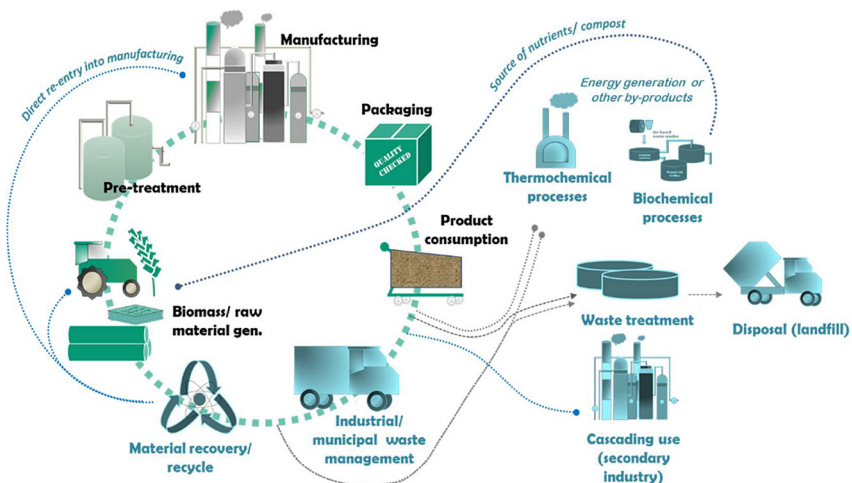 Manufacturing
Direct re-entry into manufacturing
Source of nutrients/ compost
Energy generation or
other by-products
Packaging
QUALITY
CHECKED
Pre-treatment
Thermochemical
processes
Biochemical
processes
Product
consumption
Biomass/ raw
material gen.
Waste treatment
Disposal (landfill)
Industrial/
municipal waste
management
Material recovery/
recycle
Cascading use
(secondary
industry)